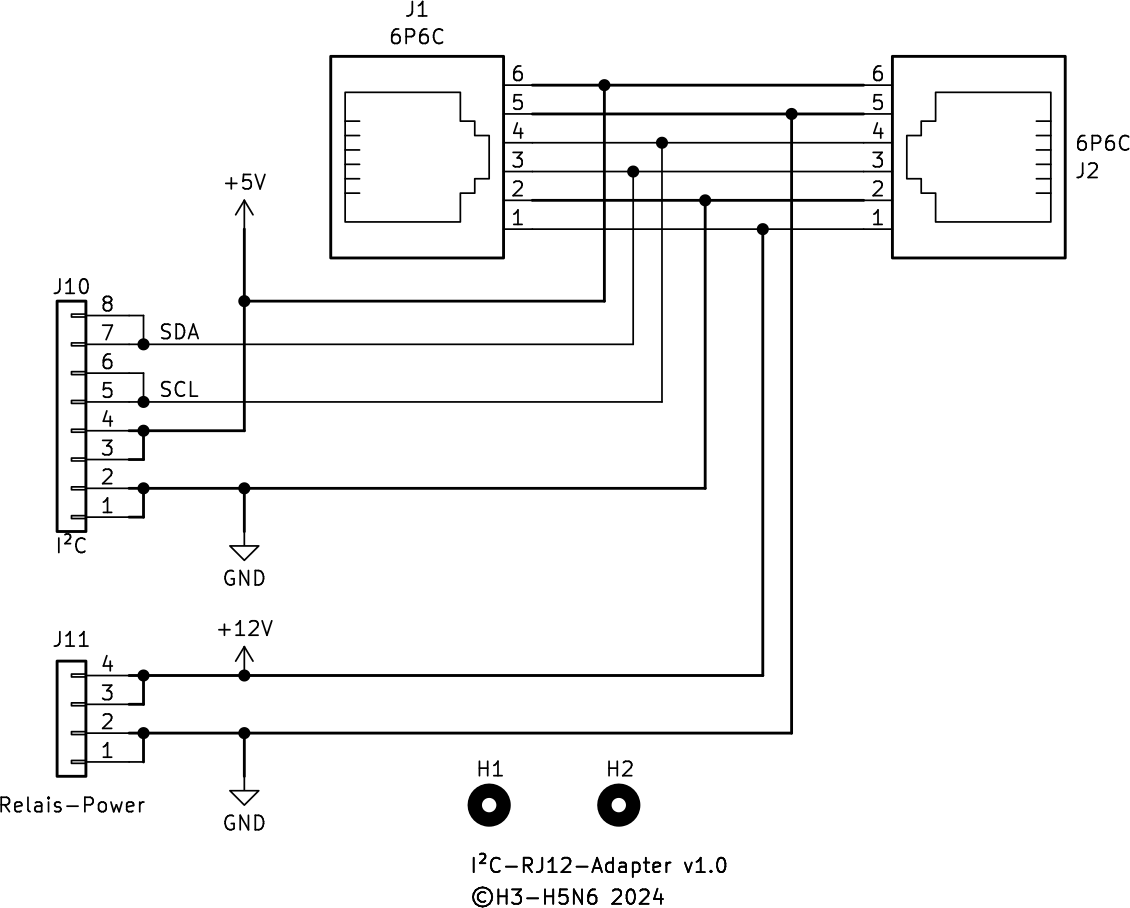 J1
6P6C
6 6
5 5
4 4
3 3
2 2
1 1
6P6C
J2
+5V
J10
8
7 SDA
6
5 SCL
4
3
2
1
I²C
GND
+12V
J11
4
3
2
1
Relais-Power
GND
H1 H2
I²C-RJ12-Adapter v1.0
©H3-H5N6 2024